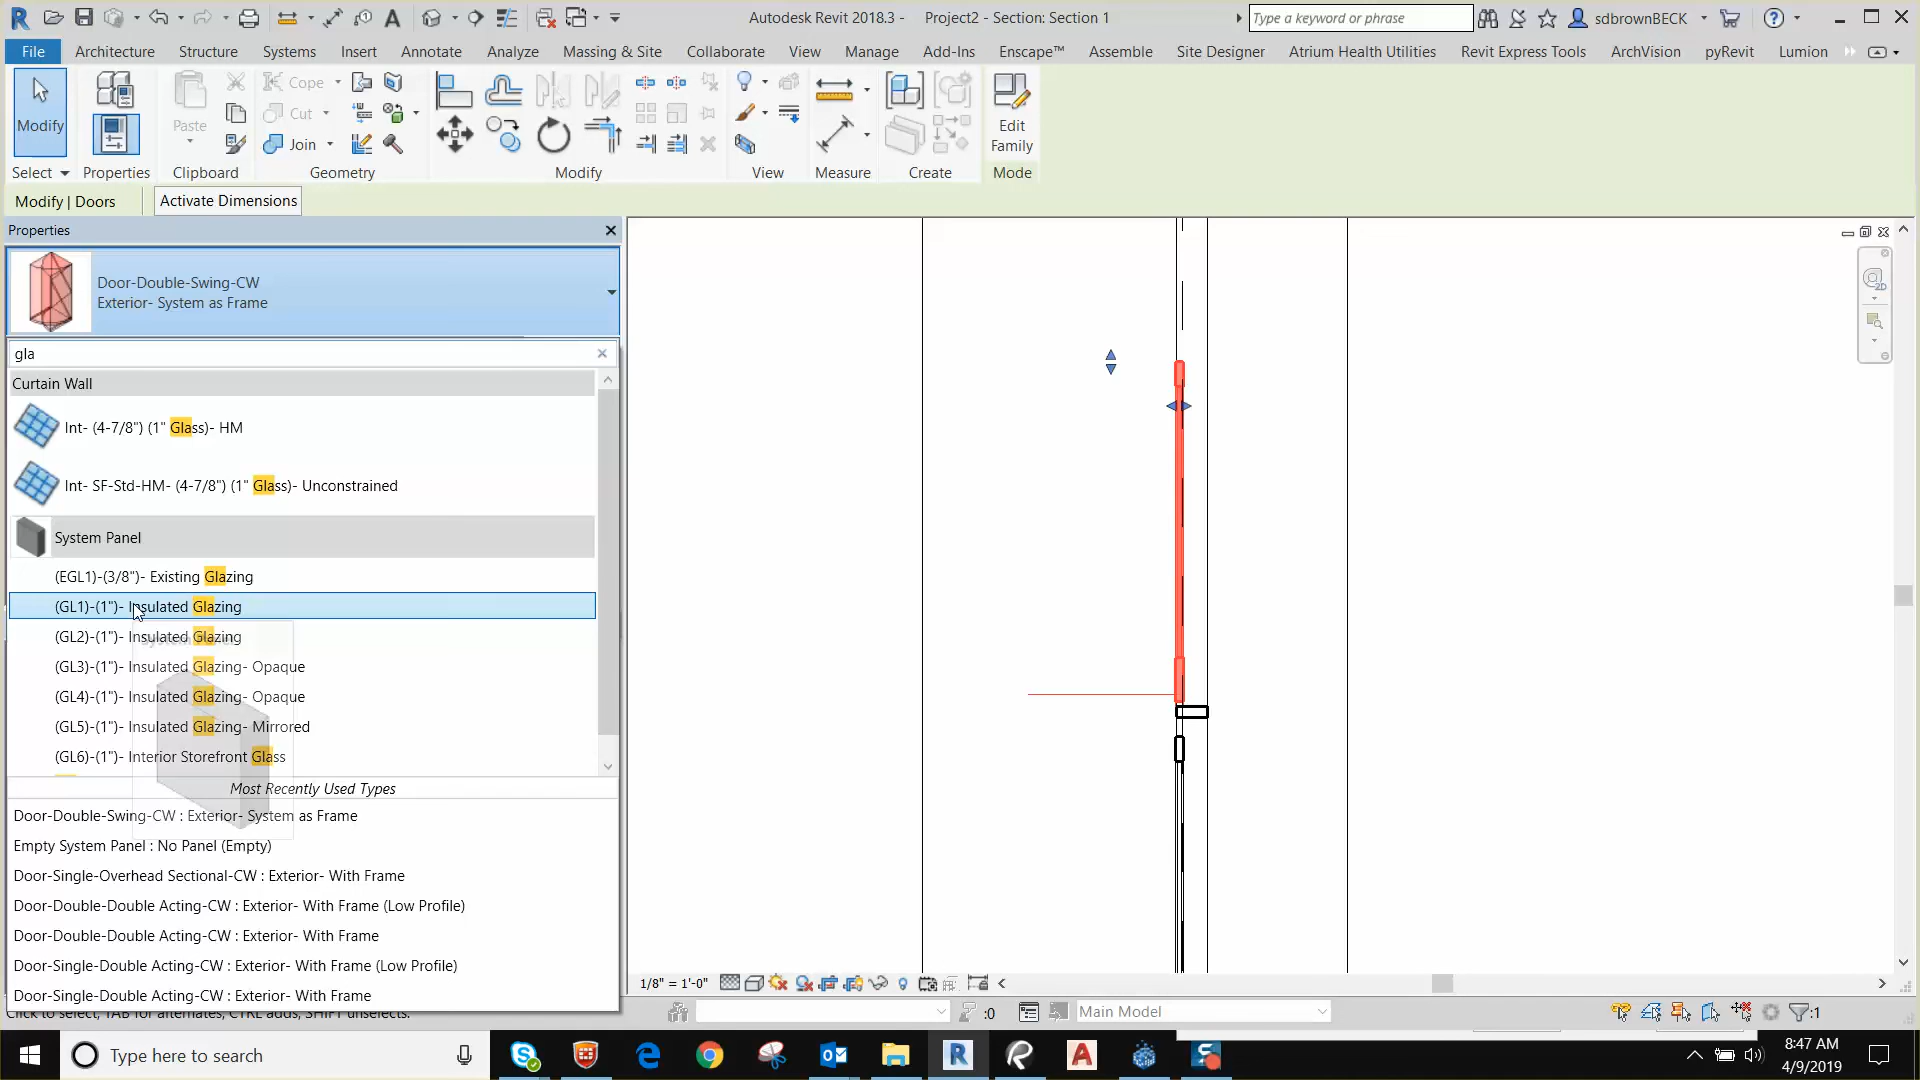 Autodesk Revit 2018.3 - Project2 - Section: Section 1
Type a keyword or phrase
sdbrownBECK
File Architecture Structure Systems Insert Annotate Analyze Massing & Site Collaborate View Manage Add-Ins Enscape™ Assemble Site Designer Atrium Health Utilities Revit Express Tools ArchVision pyRevit Lumion
Modify
Paste
Cope
Cut
Join
Edit
Family
Select Properties Clipboard Geometry Modify View Measure Create Mode
Modify | Doors
Activate Dimensions
Properties
Door-Double-Swing-CW
Exterior- System as Frame
gla
Curtain Wall
Int- (4-7/8") (1" Glass)- HM
Int- SF-Std-HM- (4-7/8") (1" Glass)- Unconstrained
System Panel
(EGL1)-(3/8")- Existing Glazing
(GL1)-(1")- Insulated Glazing
(GL2)-(1")- Insulated Glazing
(GL3)-(1")- Insulated Glazing- Opaque
(GL4)-(1")- Insulated Glazing- Opaque
(GL5)-(1")- Insulated Glazing- Mirrored
(GL6)-(1")- Interior Storefront Glass
Most Recently Used Types
Door-Double-Swing-CW : Exterior- System as Frame
Empty System Panel : No Panel (Empty)
Door-Single-Overhead Sectional-CW : Exterior- With Frame
Door-Double-Double Acting-CW : Exterior- With Frame (Low Profile)
Door-Double-Double Acting-CW : Exterior- With Frame
Door-Single-Double Acting-CW : Exterior- With Frame (Low Profile)
Door-Single-Double Acting-CW : Exterior- With Frame
1/8" = 1'-0"
Click to select, TAB for alternates, CTRL adds, SHIFT unselects.
:0
Main Model
:1
Type here to search
8:47 AM
4/9/2019